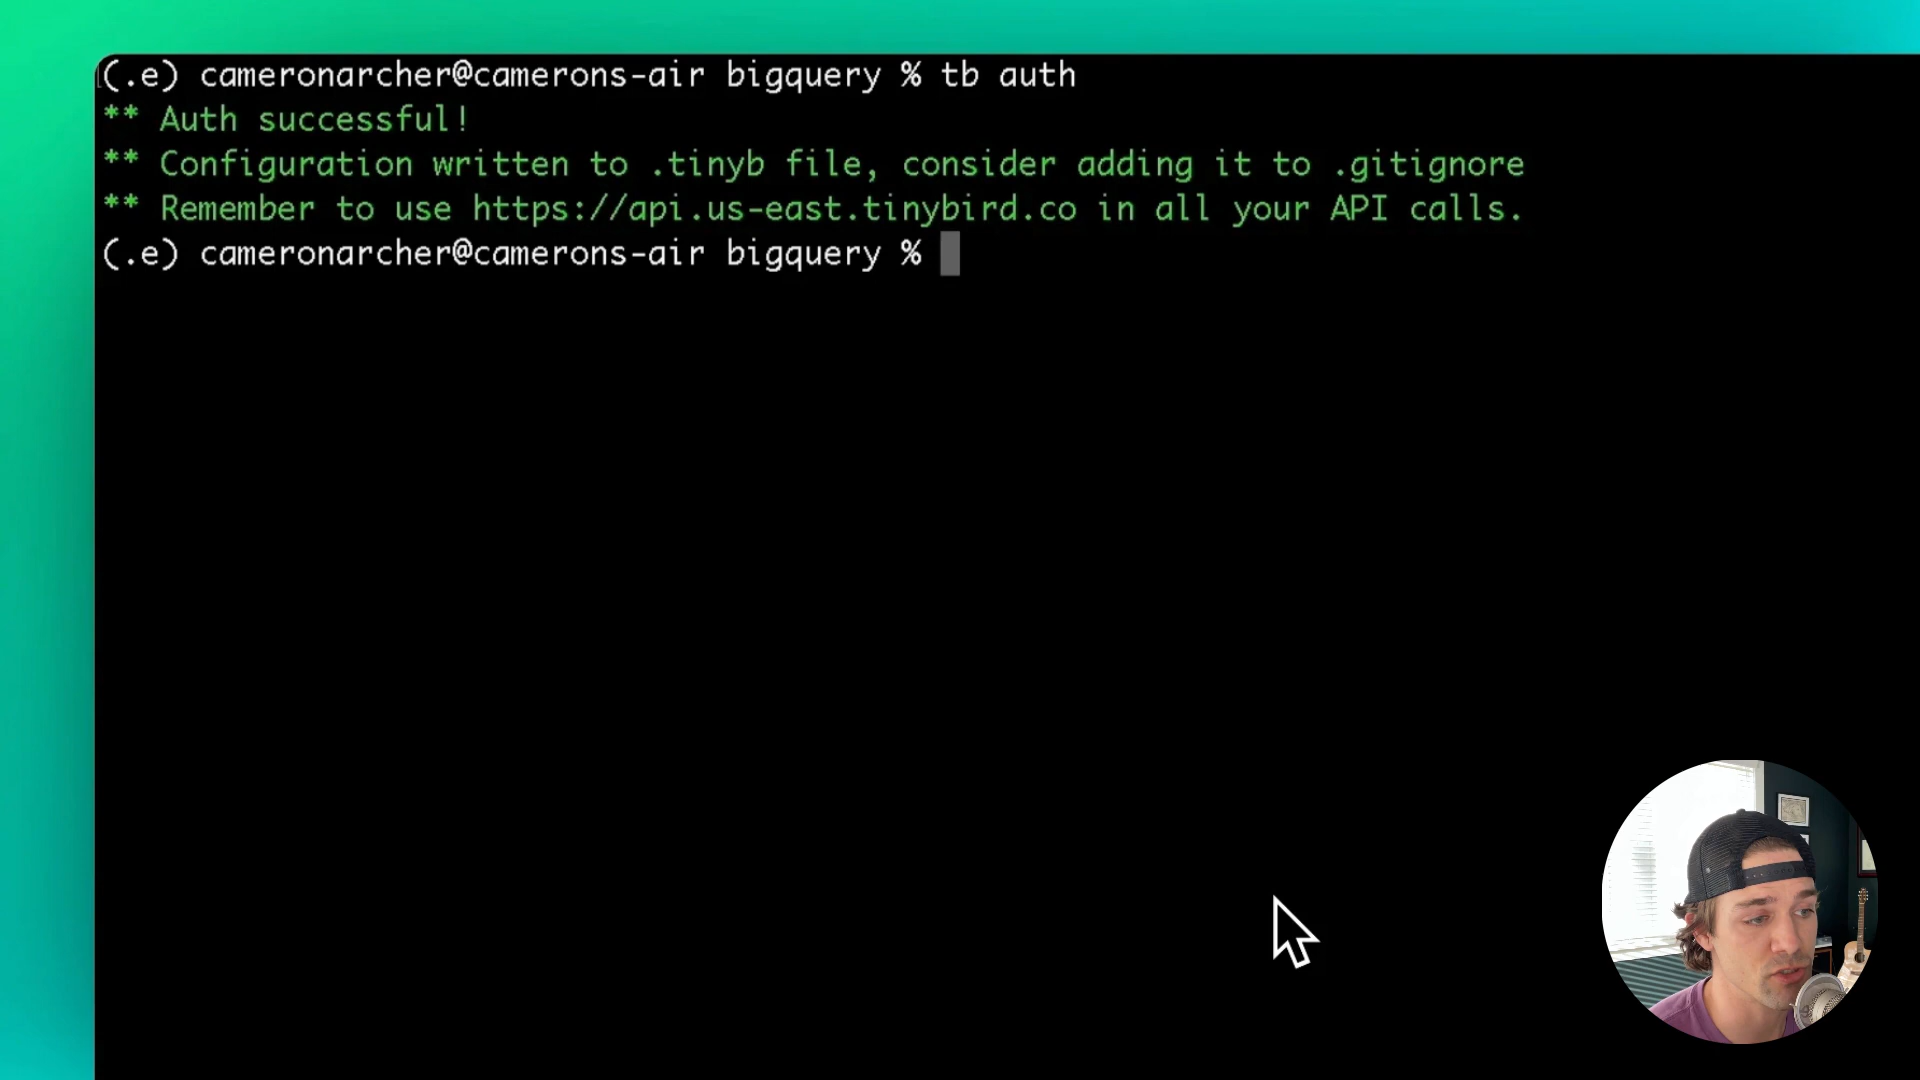 (.e) cameronarcher@camerons-air bigquery % tb auth
** Auth successful!
** Configuration written to .tinyb file, consider adding it to .gitignore
** Remember to use https://api.us-east.tinybird.co in all your API calls.
(.e) cameronarcher@camerons-air bigquery %